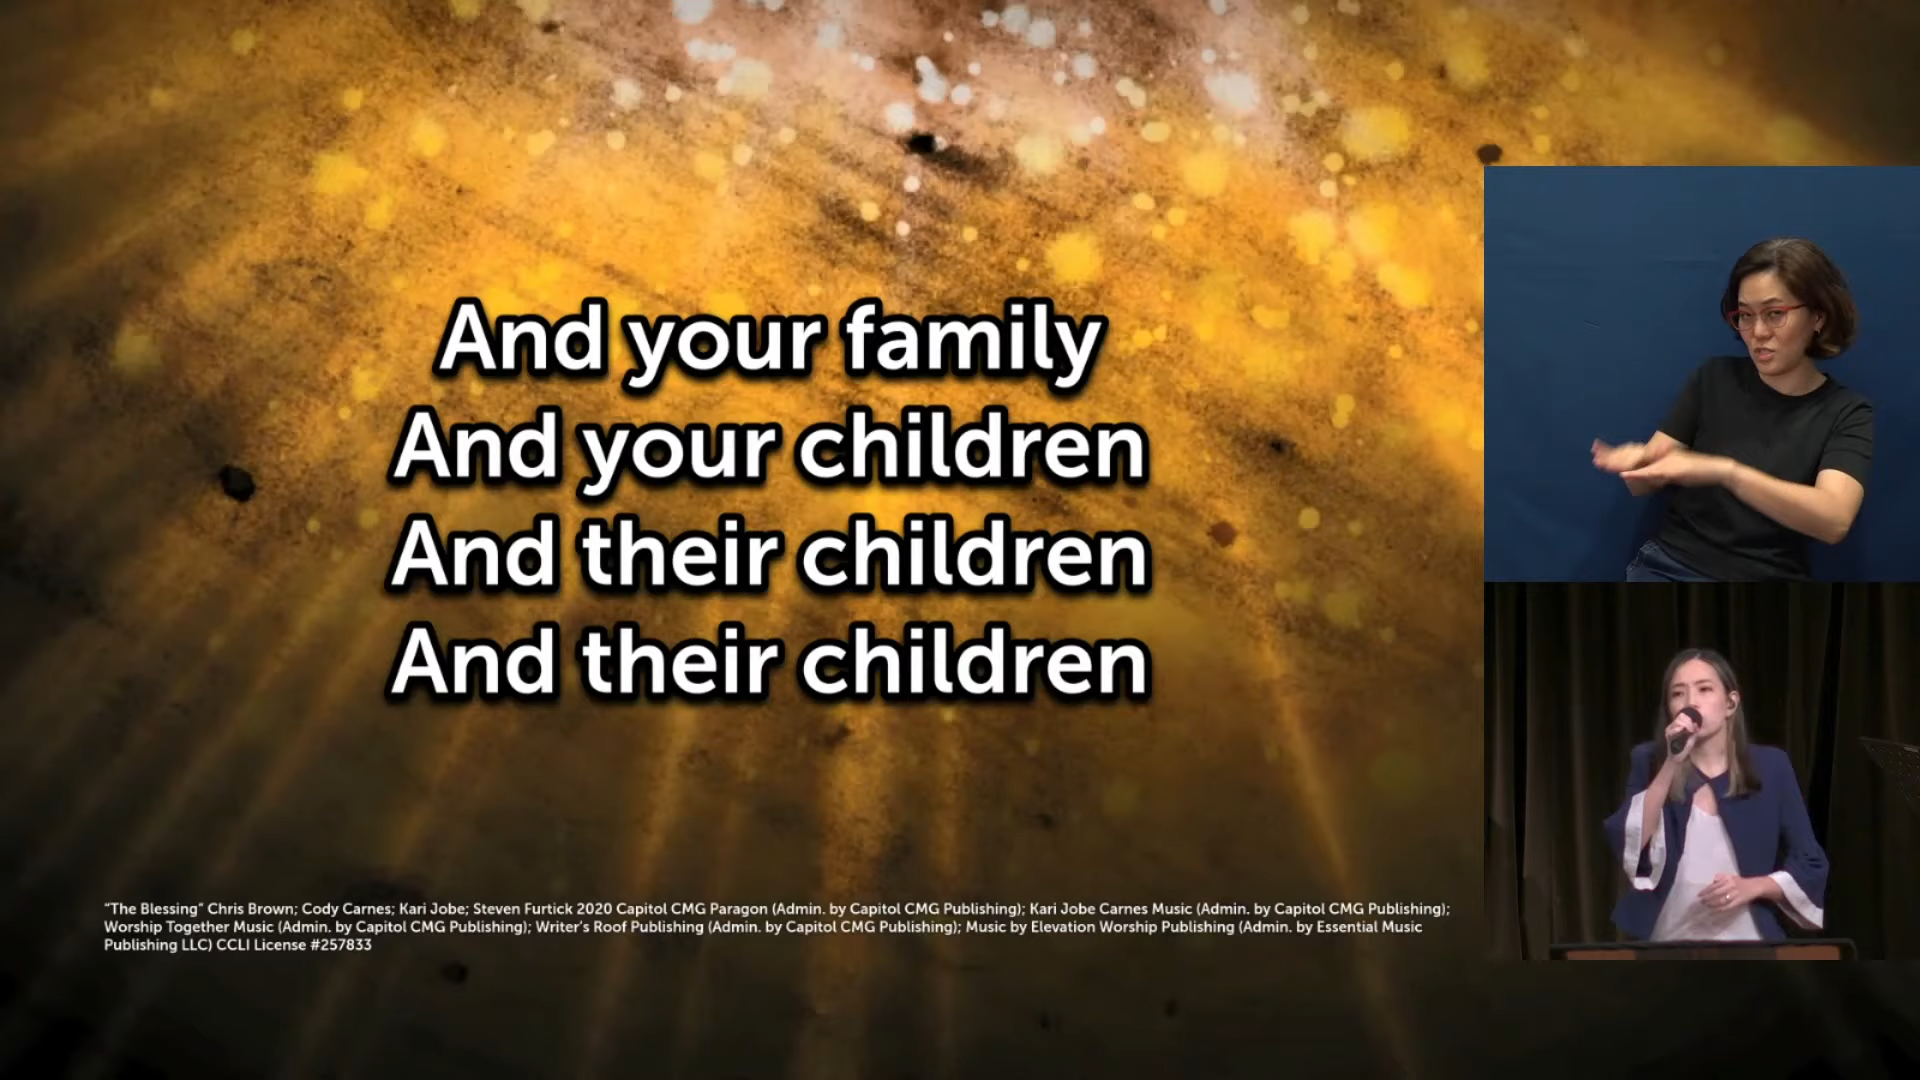 And your family
And your children
And their children
And their children
“The Blessing” Chris Brown; Cody Carnes; Kari Jobe; Steven Furtick 2020 Capitol CMG Paragon (Admin. by Capitol CMG Publishing); Kari Jobe Carnes Music (Admin. by Capitol CMG Publishing);
Worship Together Music (Admin. by Capitol CMG Publishing); Writer’s Roof Publishing (Admin. by Capitol CMG Publishing); Music by Elevation Worship Publishing (Admin. by Essential Music
Publishing LLC) CCLI License #257833